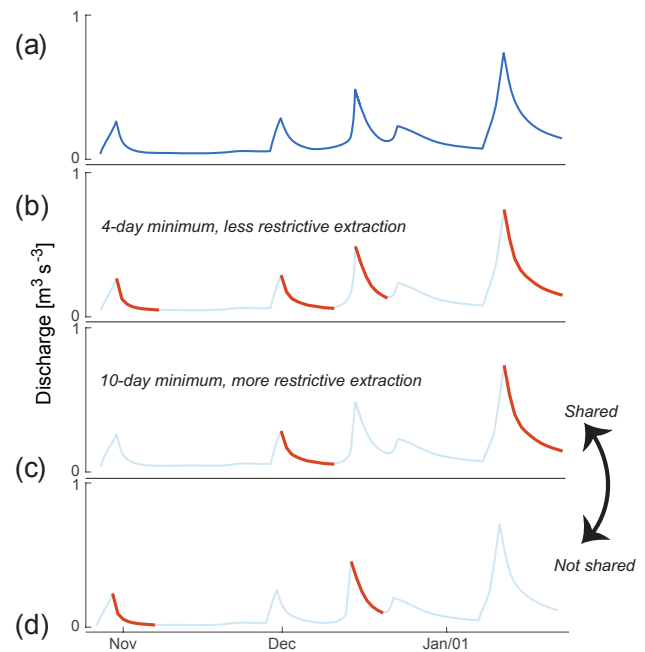 (a)
1
0
(b)
1
4-day minimum, less restrictive extraction
0
Discharge [m³ s⁻³]
1
10-day minimum, more restrictive extraction
Shared
(c)
0
1
Not shared
(d)
0
Nov
Dec
Jan/01